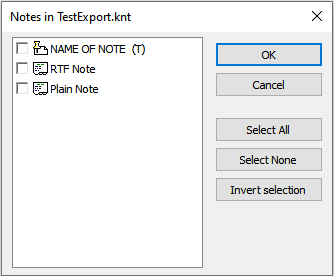 Notes in TestExport.knt
NAME OF NOTE (T)
RTF Note
Plain Note
OK
Cancel
Select All
Select None
Invert selection